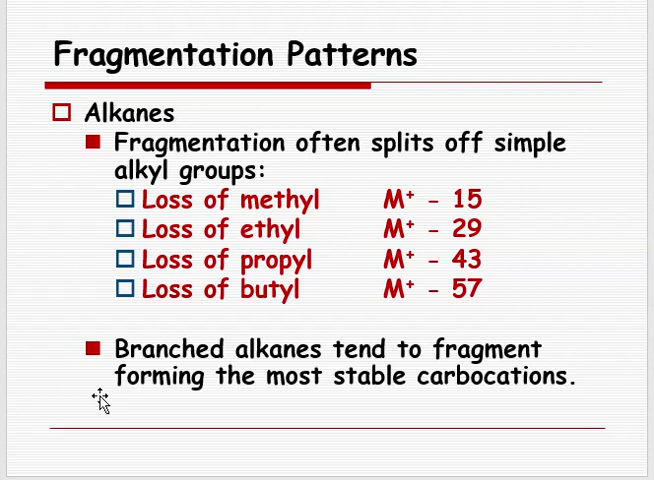 Fragmentation Patterns
Alkanes
Fragmentation often splits off simple
alkyl groups:
Loss of methyl M⁺ - 15
Loss of ethyl M⁺ - 29
Loss of propyl M⁺ - 43
Loss of butyl M⁺ - 57
Branched alkanes tend to fragment
forming the most stable carbocations.